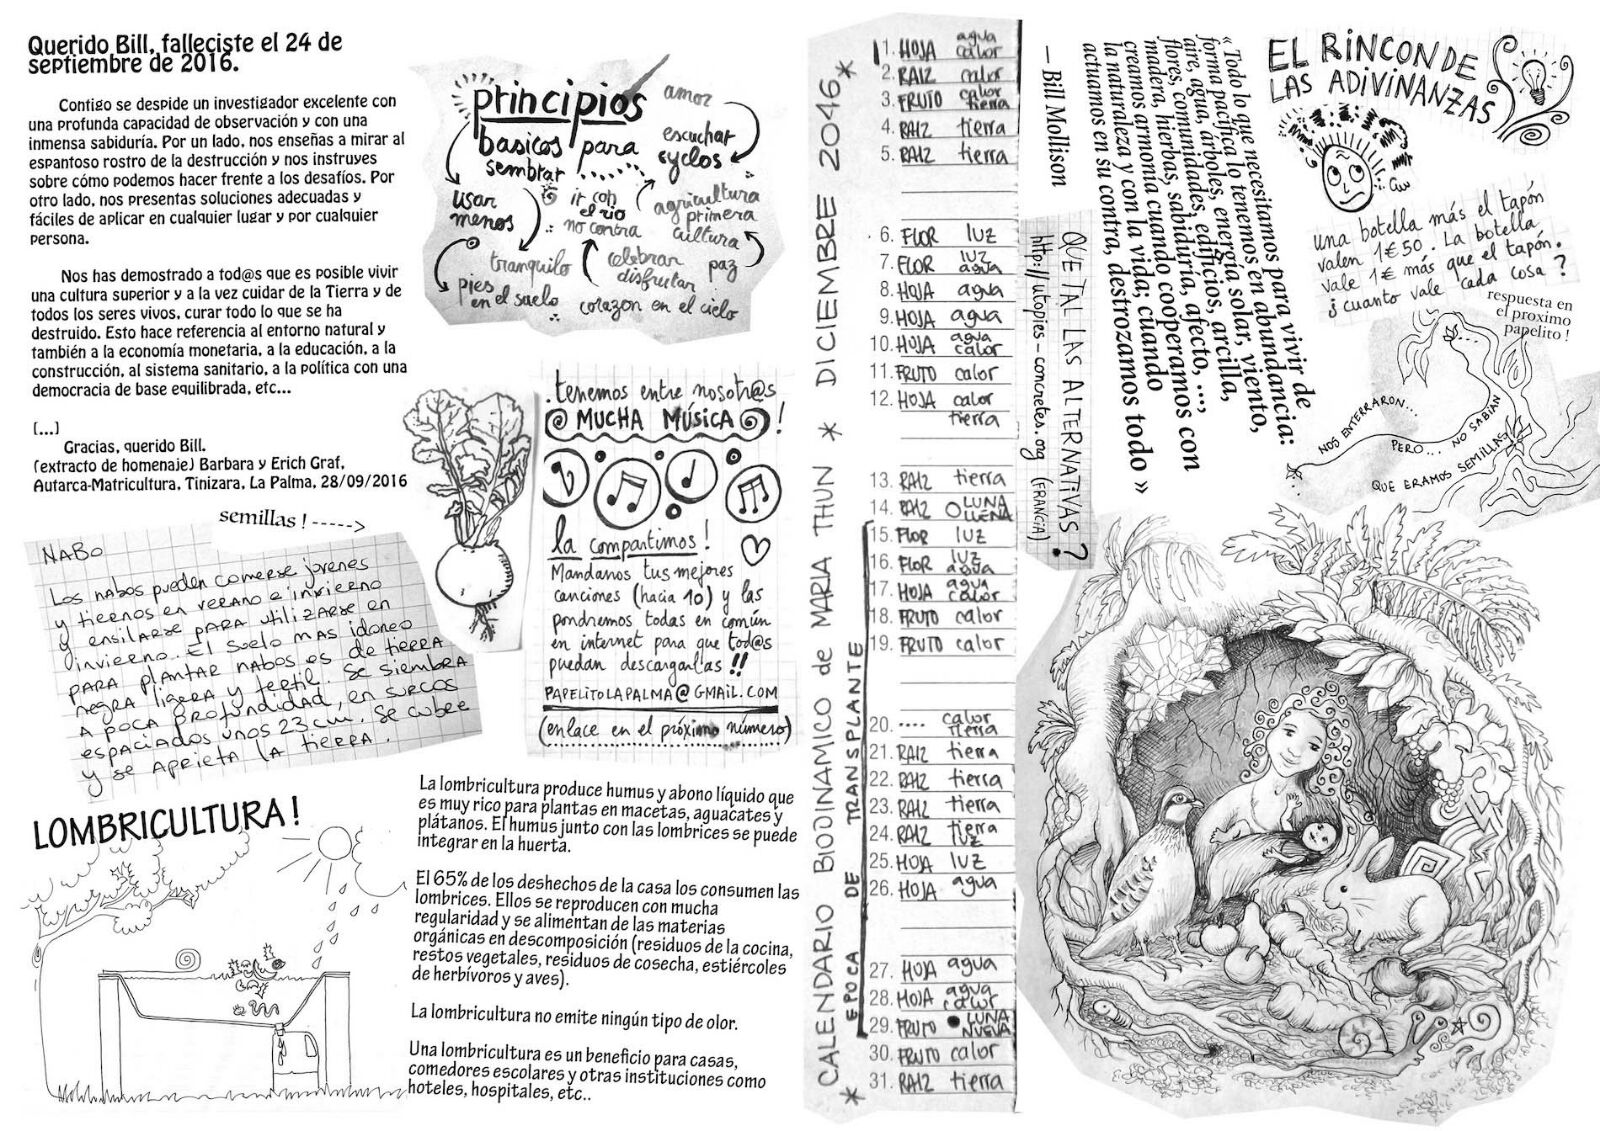 Querido Bill, falleciste el 24 de
septiembre de 2016.
Contigo se despide un investigador excelente con
una profunda capacidad de observación y con una
inmensa sabiduría. Por un lado, nos enseñas a mirar al
espantoso rostro de la destrucción y nos instruyes
sobre cómo podemos hacer frente a los desafíos. Por
otro lado, nos presentas soluciones adecuadas y
fáciles de aplicar en cualquier lugar y por cualquier
persona.
Nos has demostrado a tod@s que es posible vivir
una cultura superior y a la vez cuidar de la Tierra y de
todos los seres vivos, curar todo lo que se ha
destruido. Esto hace referencia al entorno natural y
también a la economía monetaria, a la educación, a la
construcción, al sistema sanitario, a la política con una
democracia de base equilibrada, etc...
(...)
Gracias, querido Bill.
(extracto de homenaje) Barbara y Erich Graf,
Autarca-Matricultura, Tinizara, La Palma, 28/09/2016
semillas ! ----->
NABO
Los nabos pueden comerse jovenes
y tiernos en verano e invierno
y ensilarse para utilizarse en
invierno. El suelo mas idoneo
para plantar nabos es de tierra
negra ligera y fertil. Se siembra
a poca profundidad, en surcos
espaciados unos 23 cm. Se cubre
y se aprieta la tierra.
LOMBRICULTURA !
principios
basicos para
sembrar ......
amor
escuchar
cyclos
usar
menos
ir con
el rio
no contra
agricultura
primera
cultura
tranquilo
celebrar
disfrutar
paz
pies
en el suelo
corazon en el cielo
. tenemos entre nosotr@s
MUCHA MÚSICA !
la compartimos !
Mandanos tus mejores
canciones (hacia 10) y las
pondremos todas en común
en internet para que tod@s
puedan descargarlas !!
PAPELITOLAPALMA@GMAIL.COM
(enlace en el próximo número)
La lombricultura produce humus y abono líquido que
es muy rico para plantas en macetas, aguacates y
plátanos. El humus junto con las lombrices se puede
integrar en la huerta.
El 65% de los deshechos de la casa los consumen las
lombrices. Ellos se reproducen con mucha
regularidad y se alimentan de las materias
orgánicas en descomposición (residuos de la cocina,
restos vegetales, residuos de cosecha, estiércoles
de herbívoros y aves).
La lombricultura no emite ningún tipo de olor.
Una lombricultura es un beneficio para casas,
comedores escolares y otras instituciones como
hoteles, hospitales, etc..
* CALENDARIO BIODINAMICO de MARIA THUN * DICIEMBRE 2046 *
EPOCA DE TRANSPLANTE
1. HOJA agua calor
2. RAIZ calor
3. FRUTO calor tierra
4. RAIZ tierra
5. RAIZ tierra
6. FLOR luz
7. FLOR luz agua
8. HOJA agua
9. HOJA agua
10. HOJA agua calor
11. FRUTO calor
12. HOJA calor
tierra
13. RAIZ tierra
14. RAIZ LUNA LLENA
15. FLOR luz
16. FLOR luz agua
17. HOJA agua calor
18. FRUTO calor
19. FRUTO calor
20. .... calor tierra
21. RAIZ tierra
22. RAIZ tierra
23. RAIZ tierra
24. RAIZ tierra luz
25. HOJA luz
26. HOJA agua
27. HOJA agua
28. HOJA agua calor
29. FRUTO LUNA NUEVA
30. FRUTO calor
31. RAIZ tierra
« Todo lo que necesitamos para vivir de
forma pacífica lo tenemos en abundancia:
aire, agua, árboles, energía solar, viento,
flores, comunidades, edificios, arcilla,
madera, hierbas, sabiduría, afecto, ...,
creamos armonía cuando cooperamos con
la naturaleza y con la vida; cuando
actuamos en su contra, destrozamos todo »
— Bill Mollison
QUE TAL LAS ALTERNATIVAS ?
http://utopies-concretes.org (FRANCIA)
EL RINCON DE
LAS ADIVINANZAS
una botella más el tapón
valen 1€50. La botella
vale 1€ más que el tapón.
¿ cuanto vale cada cosa ?
respuesta en
el proximo
papelito !
NOS ENTERRARON...
PERO... NO SABIAN
QUE ERAMOS SEMILLAS